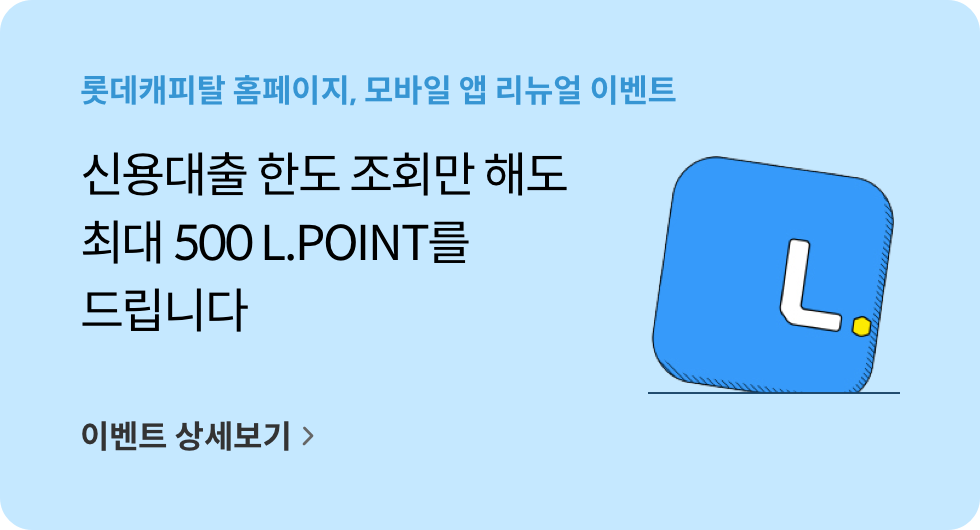 롯데캐피탈 홈페이지, 모바일 앱 리뉴얼 이벤트
신용대출 한도 조회만 해도
최대 500 L.POINT를
드립니다
L.
이벤트 상세보기 >